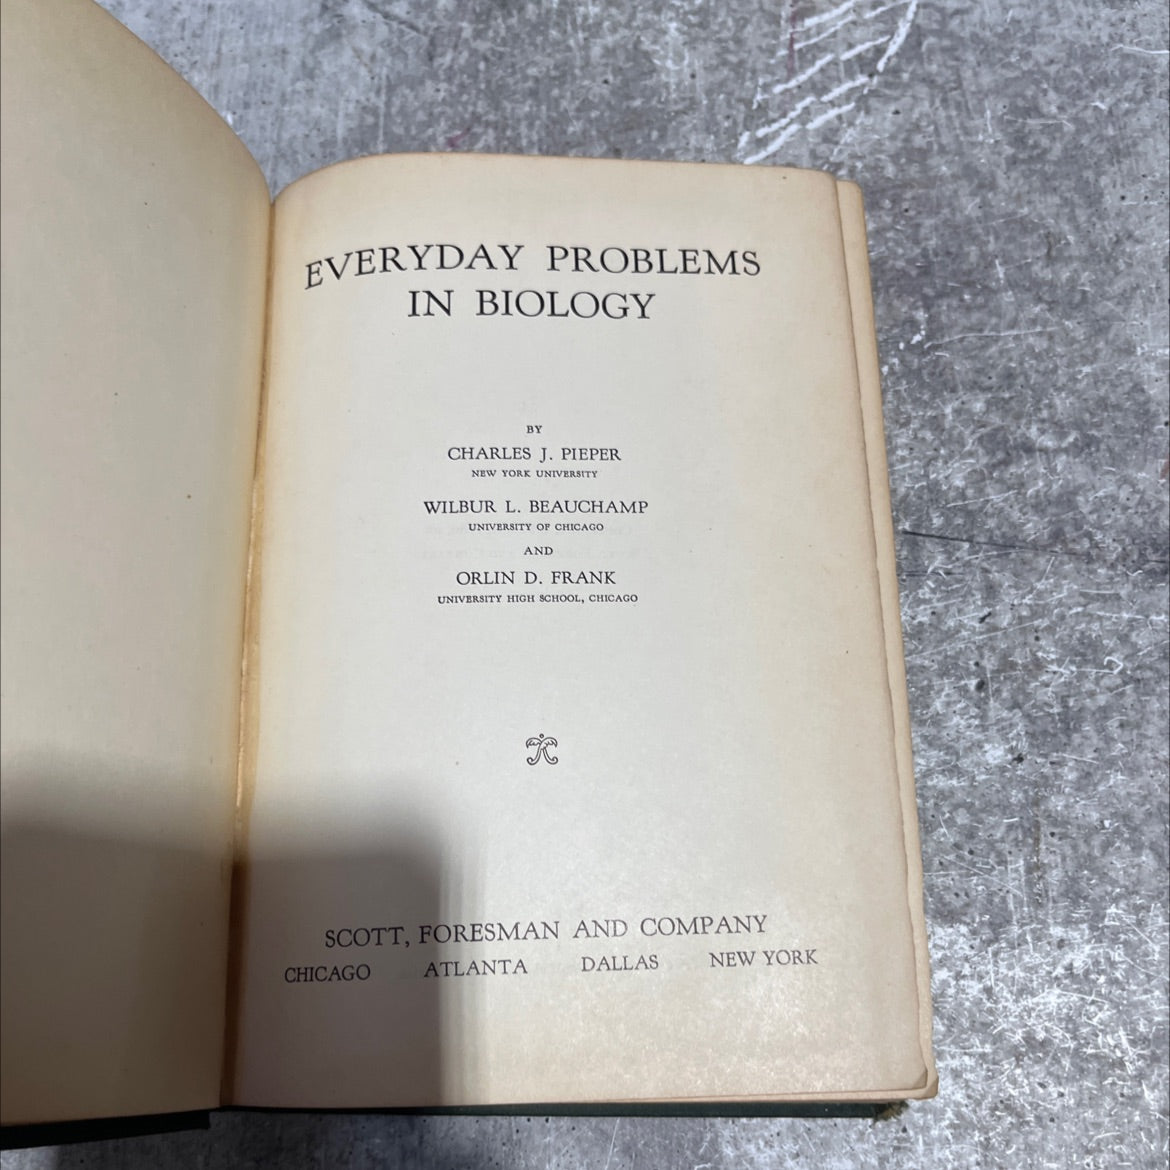 EVERYDAY PROBLEMS
IN BIOLOGY
BY
CHARLES J. PIEPER
NEW YORK UNIVERSITY
WILBUR L. BEAUCHAMP
UNIVERSITY OF CHICAGO
AND
ORLIN D. FRANK
UNIVERSITY HIGH SCHOOL, CHICAGO
SCOTT, FORESMAN AND COMPANY
CHICAGO ATLANTA DALLAS NEW YORK